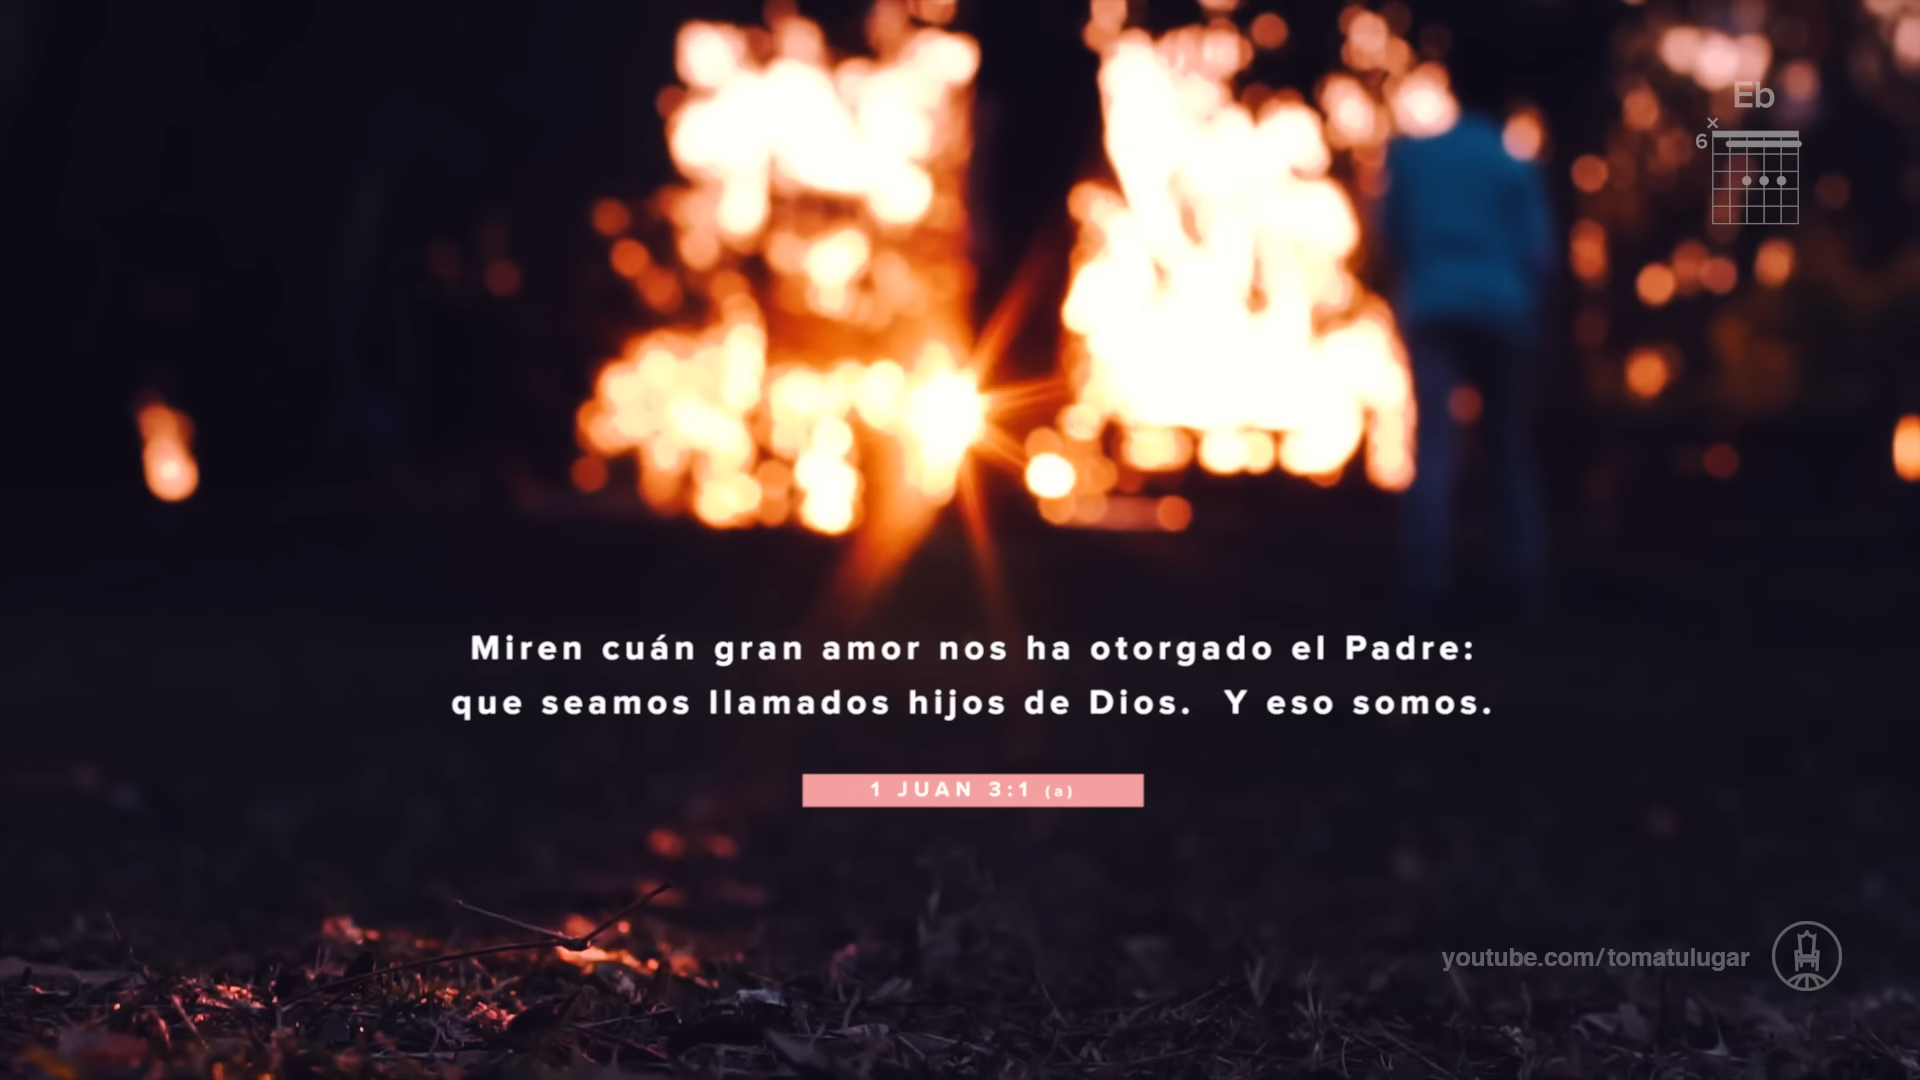 Eb
×
6
Miren cuán gran amor nos ha otorgado el Padre:
que seamos llamados hijos de Dios. Y eso somos.
1 JUAN 3:1 (a)
youtube.com/tomatulugar